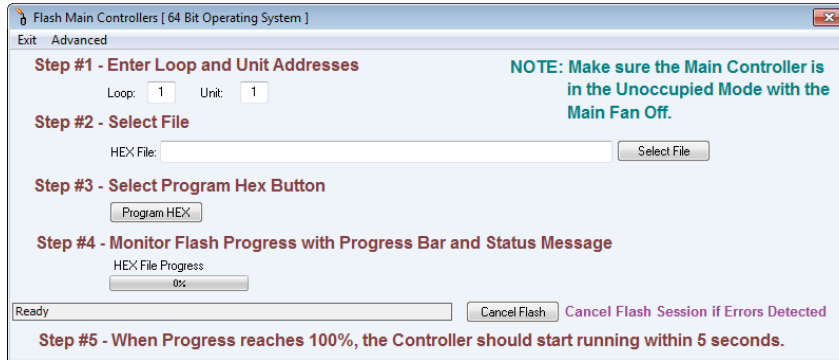 Flash Main Controllers [ 64 Bit Operating System ]
Exit Advanced
Step #1 - Enter Loop and Unit Addresses
NOTE: Make sure the Main Controller is
in the Unoccupied Mode with the
Main Fan Off.
Loop: 1 Unit: 1
Step #2 - Select File
HEX File: Select File
Step #3 - Select Program Hex Button
Program HEX
Step #4 - Monitor Flash Progress with Progress Bar and Status Message
HEX File Progress
0%
Ready Cancel Flash Cancel Flash Session if Errors Detected
Step #5 - When Progress reaches 100%, the Controller should start running within 5 seconds.